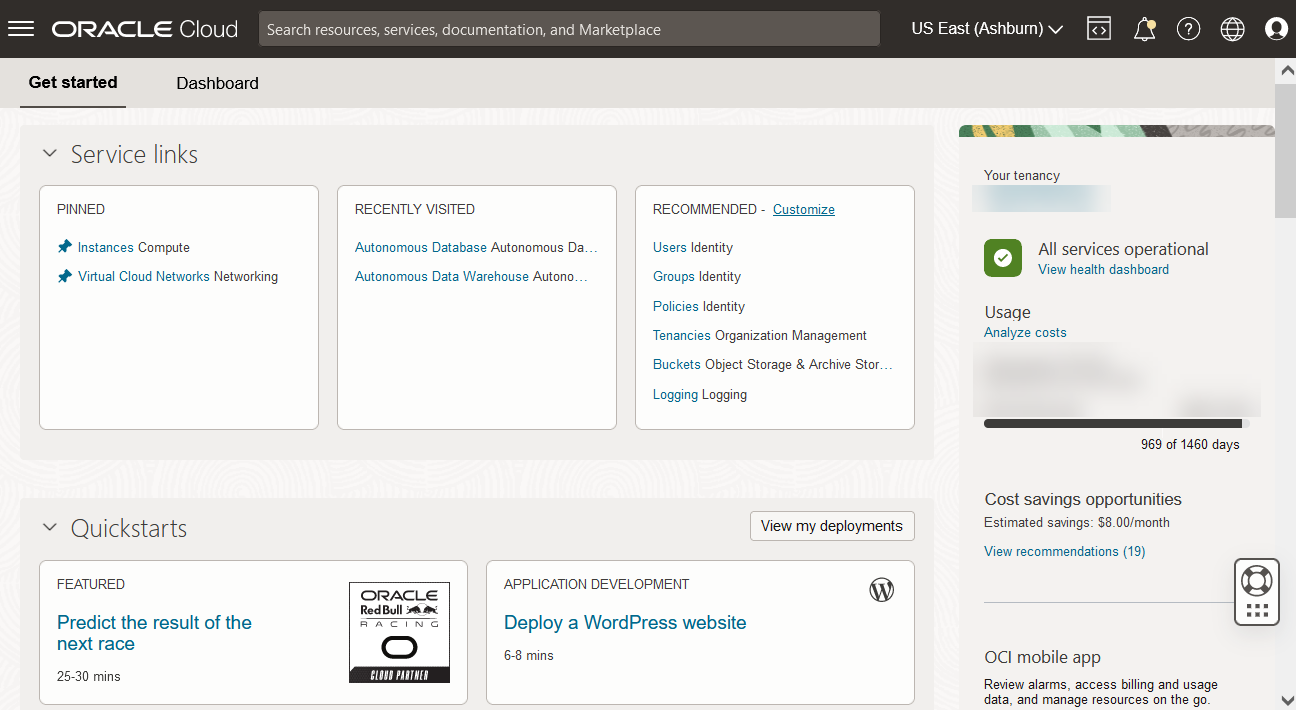 ORACLE Cloud
Search resources, services, documentation, and Marketplace
US East (Ashburn)
Get started
Dashboard
Service links
PINNED
Instances Compute
Virtual Cloud Networks Networking
RECENTLY VISITED
Autonomous Database Autonomous Da...
Autonomous Data Warehouse Autono...
RECOMMENDED - Customize
Users Identity
Groups Identity
Policies Identity
Tenancies Organization Management
Buckets Object Storage & Archive Stor...
Logging Logging
Your tenancy
All services operational
View health dashboard
Usage
Analyze costs
969 of 1460 days
Cost savings opportunities
Estimated savings: $8.00/month
View recommendations (19)
OCI mobile app
Review alarms, access billing and usage
data, and manage resources on the go.
Quickstarts
View my deployments
FEATURED
Predict the result of the
next race
25-30 mins
ORACLE
Red Bull
RACING
CLOUD PARTNER
APPLICATION DEVELOPMENT
Deploy a WordPress website
6-8 mins